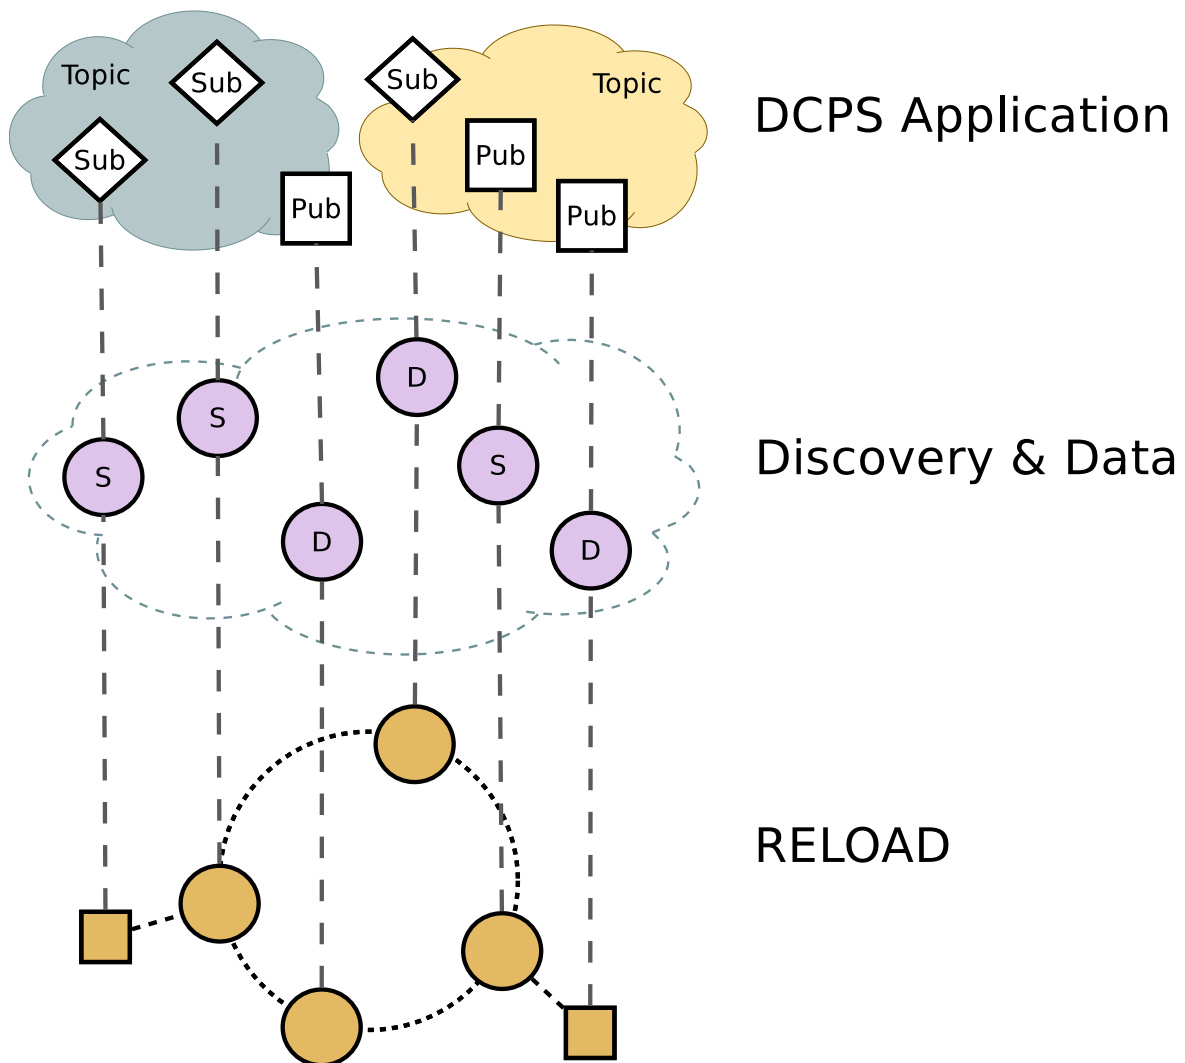 Topic
Sub
Sub
Pub
Sub
Topic
Pub
Pub
DCPS Application
D
S
S
S
D
D
Discovery & Data
RELOAD